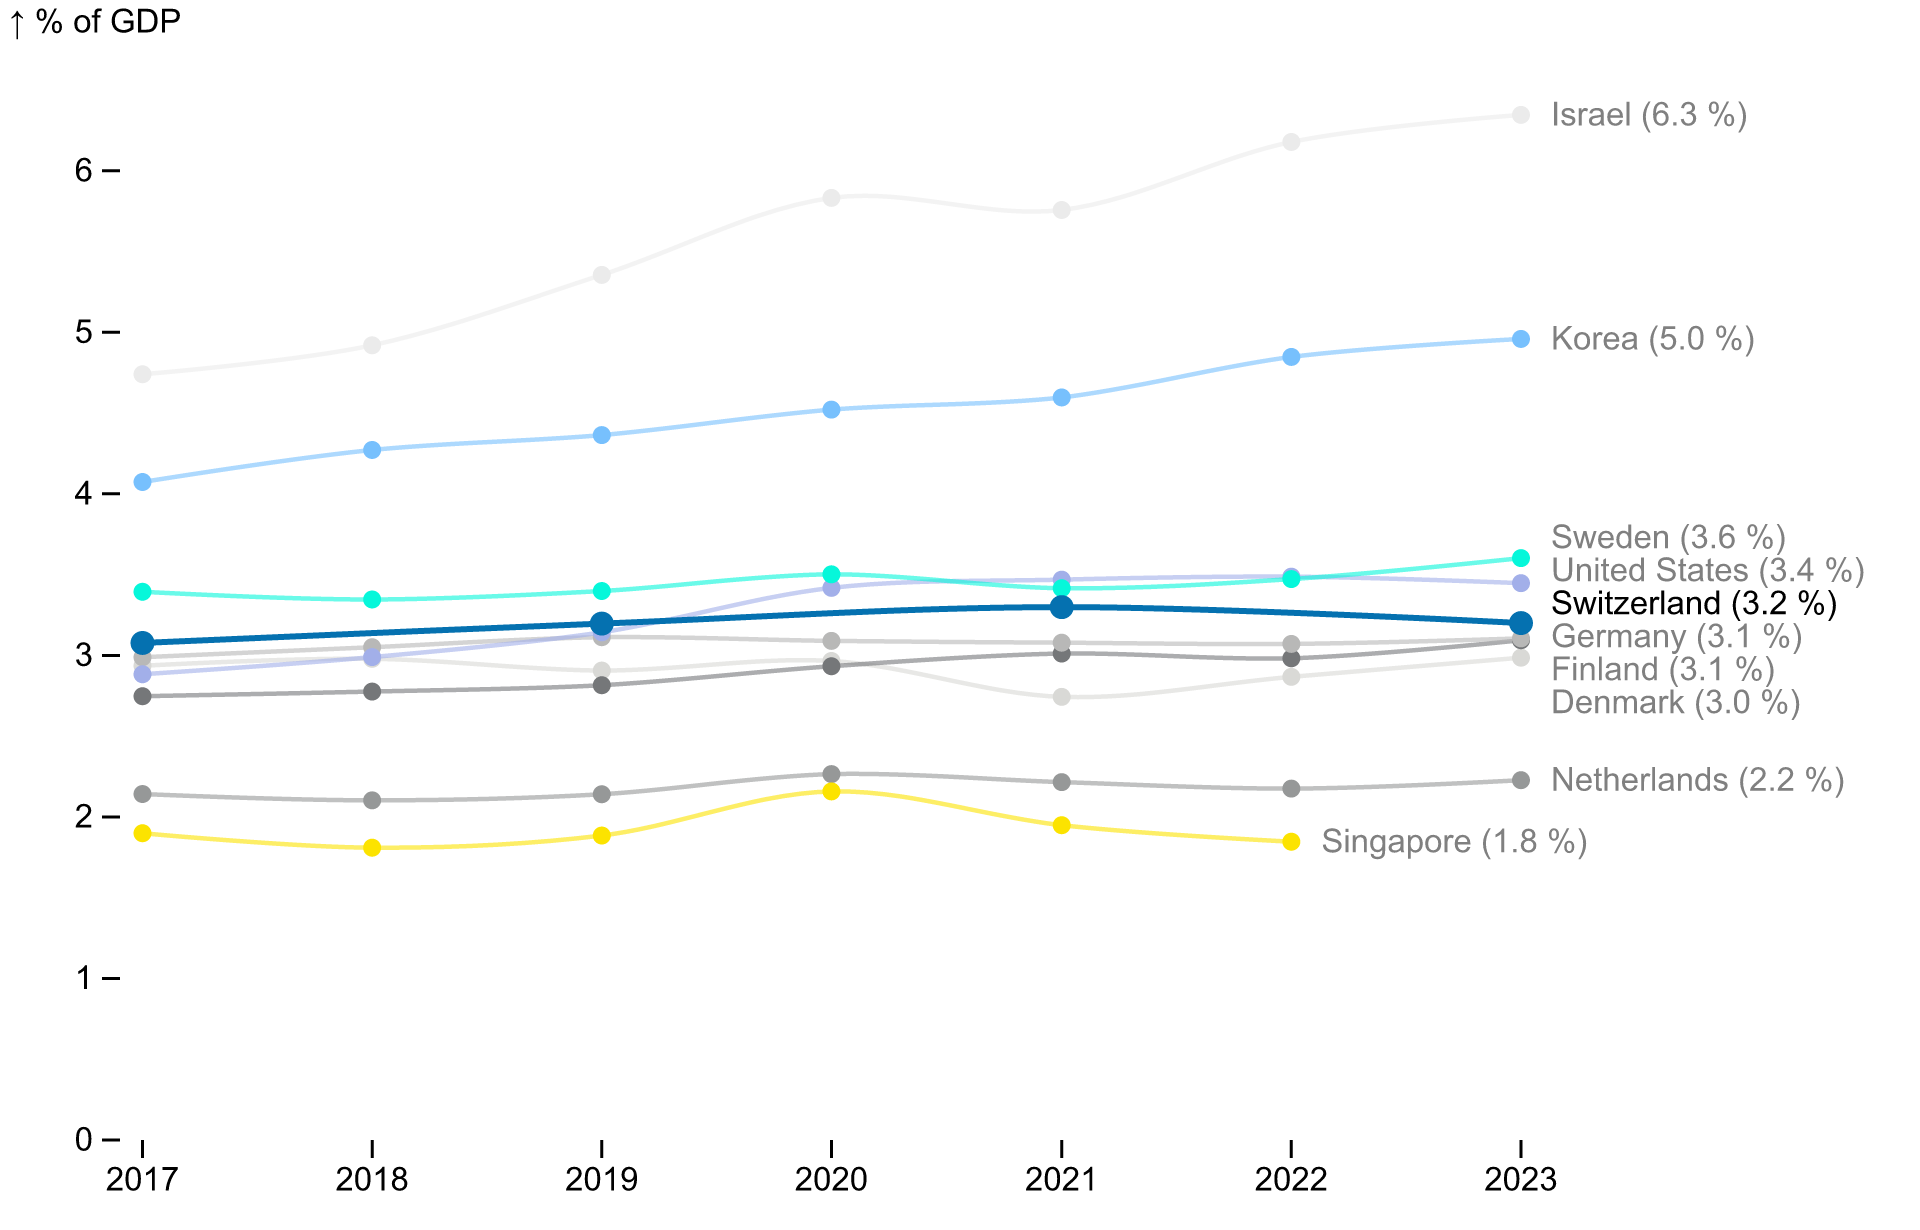 ↑ % of GDP
6
5
4
3
2
1
0
2017 2018 2019 2020 2021 2022 2023
Israel (6.3 %)
Korea (5.0 %)
Sweden (3.6 %)
United States (3.4 %)
Switzerland (3.2 %)
Germany (3.1 %)
Finland (3.1 %)
Denmark (3.0 %)
Netherlands (2.2 %)
Singapore (1.8 %)